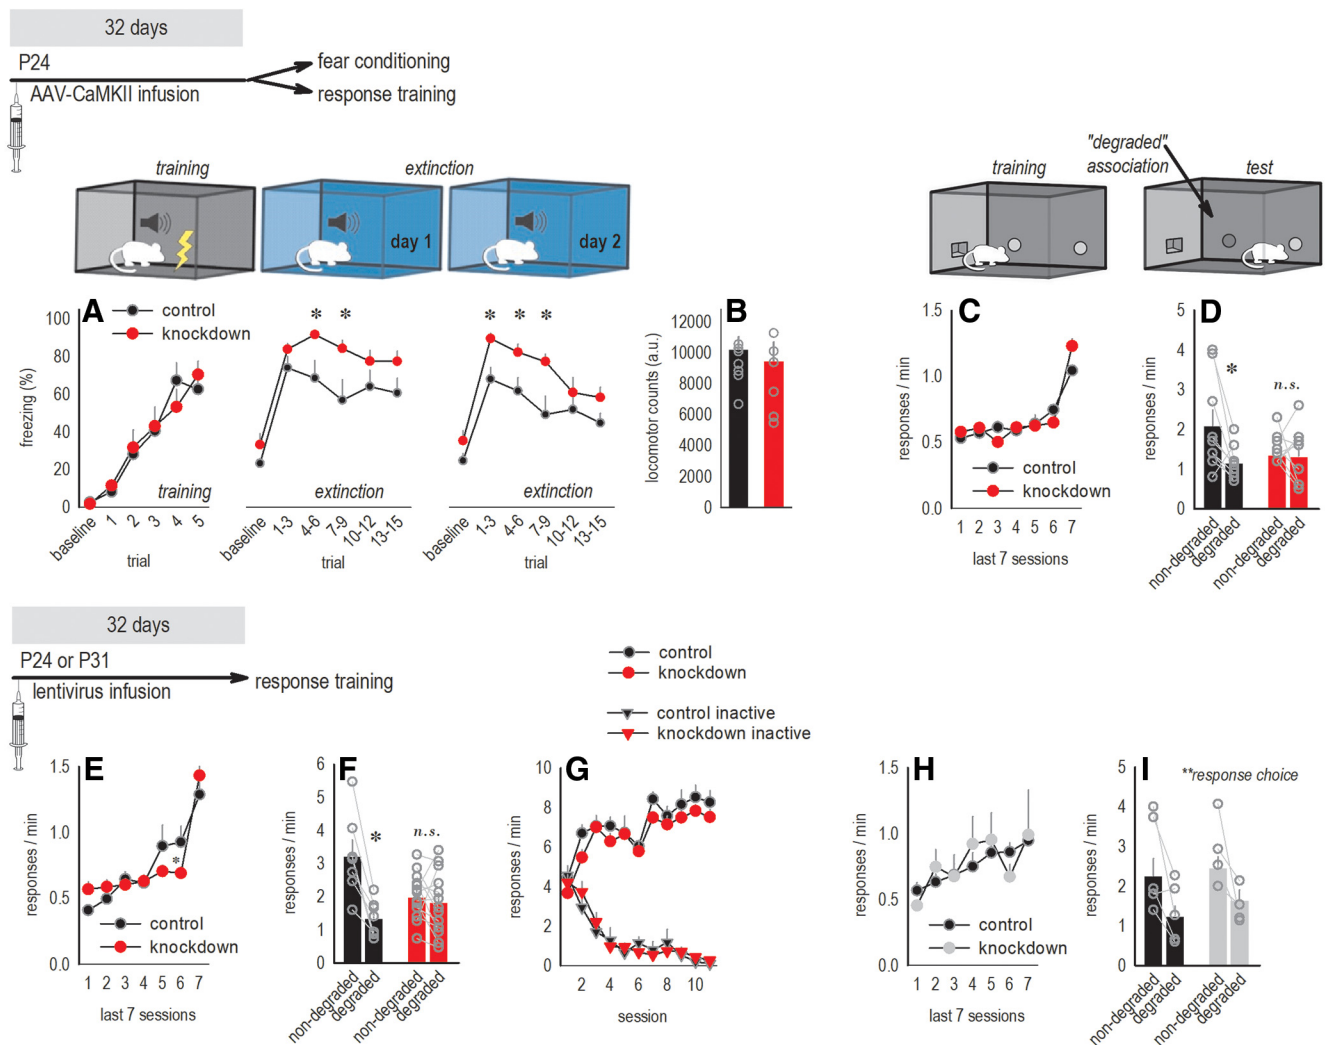 32 days
P24
AAV-CaMKII infusion
fear conditioning
response training
training
extinction
day 1
day 2
training
"degraded"
association
test
A
control
knockdown
freezing (%)
100
80
60
40
20
0
*
*
*
*
*
training
extinction
extinction
baseline
1
2
3
4
5
baseline
1-3
4-6
7-9
10-12
13-15
baseline
1-3
4-6
7-9
10-12
13-15
trial
trial
trial
B
locomotor counts (a.u.)
12000
10000
8000
6000
4000
2000
0
C
responses / min
1.5
1.0
0.5
0.0
control
knockdown
1 2 3 4 5 6 7
last 7 sessions
D
responses / min
5
4
3
2
1
0
*
n.s.
non-degraded
degraded
non-degraded
degraded
32 days
P24 or P31
lentivirus infusion
response training
control
knockdown
control inactive
knockdown inactive
E
responses / min
1.5
1.0
0.5
0.0
*
control
knockdown
1 2 3 4 5 6 7
last 7 sessions
F
responses / min
6
5
4
3
2
1
0
*
n.s.
non-degraded
degraded
non-degraded
degraded
G
responses / min
10
8
6
4
2
0
2 4 6 8 10
session
H
responses / min
1.5
1.0
0.5
0.0
control
knockdown
1 2 3 4 5 6 7
last 7 sessions
I
responses / min
5
4
3
2
1
0
**response choice
non-degraded
degraded
non-degraded
degraded